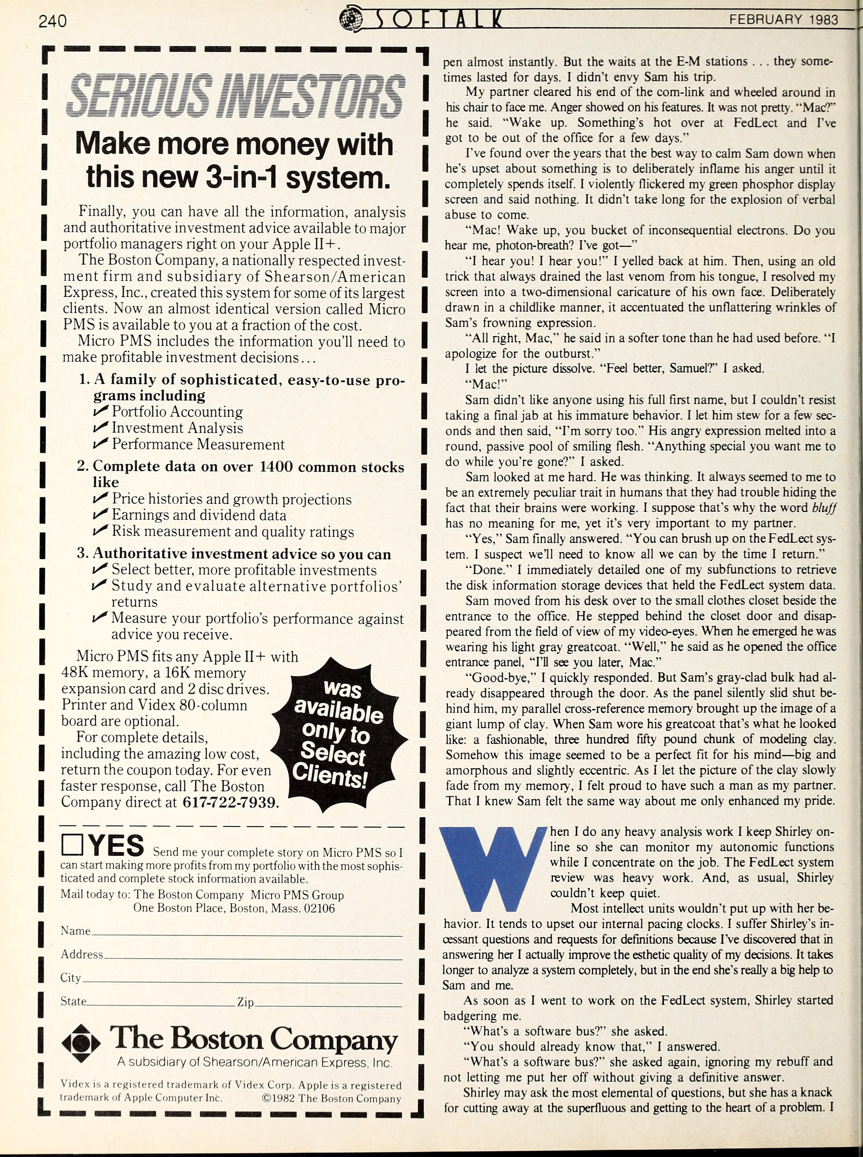 240
SOFTALK
FEBRUARY 1983
SERIOUS INVESTORS
Make more money with
this new 3-in-1 system.
Finally, you can have all the information, analysis
and authoritative investment advice available to major
portfolio managers right on your Apple II+.
The Boston Company, a nationally respected invest-
ment firm and subsidiary of Shearson/American
Express, Inc., created this system for some of its largest
clients. Now an almost identical version called Micro
PMS is available to you at a fraction of the cost.
Micro PMS includes the information you'll need to
make profitable investment decisions...
1. A family of sophisticated, easy-to-use pro-
grams including
✓ Portfolio Accounting
✓ Investment Analysis
✓ Performance Measurement
2. Complete data on over 1400 common stocks
like
✓ Price histories and growth projections
✓ Earnings and dividend data
✓ Risk measurement and quality ratings
3. Authoritative investment advice so you can
✓ Select better, more profitable investments
✓ Study and evaluate alternative portfolios'
returns
✓ Measure your portfolio's performance against
advice you receive.
Micro PMS fits any Apple II+ with
48K memory, a 16K memory
expansion card and 2 disc drives.
Printer and Videx 80-column
board are optional.
For complete details,
including the amazing low cost,
return the coupon today. For even
faster response, call The Boston
Company direct at 617-722-7939.
was
available
only to
Select
Clients!
☐ YES Send me your complete story on Micro PMS so I
can start making more profits from my portfolio with the most sophis-
ticated and complete stock information available.
Mail today to: The Boston Company Micro PMS Group
One Boston Place, Boston, Mass. 02106
Name
Address
City
State Zip
The Boston Company
A subsidiary of Shearson/American Express, Inc.
Videx is a registered trademark of Videx Corp. Apple is a registered
trademark of Apple Computer Inc. ©1982 The Boston Company
pen almost instantly. But the waits at the E-M stations . . . they some-
times lasted for days. I didn't envy Sam his trip.
My partner cleared his end of the com-link and wheeled around in
his chair to face me. Anger showed on his features. It was not pretty. "Mac?"
he said. "Wake up. Something's hot over at FedLect and I've
got to be out of the office for a few days."
I've found over the years that the best way to calm Sam down when
he's upset about something is to deliberately inflame his anger until it
completely spends itself. I violently flickered my green phosphor display
screen and said nothing. It didn't take long for the explosion of verbal
abuse to come.
"Mac! Wake up, you bucket of inconsequential electrons. Do you
hear me, photon-breath? I've got—"
"I hear you! I hear you!" I yelled back at him. Then, using an old
trick that always drained the last venom from his tongue, I resolved my
screen into a two-dimensional caricature of his own face. Deliberately
drawn in a childlike manner, it accentuated the unflattering wrinkles of
Sam's frowning expression.
"All right, Mac," he said in a softer tone than he had used before. "I
apologize for the outburst."
I let the picture dissolve. "Feel better, Samuel?" I asked.
"Mac!"
Sam didn't like anyone using his full first name, but I couldn't resist
taking a final jab at his immature behavior. I let him stew for a few sec-
onds and then said, "I'm sorry too." His angry expression melted into a
round, passive pool of smiling flesh. "Anything special you want me to
do while you're gone?" I asked.
Sam looked at me hard. He was thinking. It always seemed to me to
be an extremely peculiar trait in humans that they had trouble hiding the
fact that their brains were working. I suppose that's why the word bluff
has no meaning for me, yet it's very important to my partner.
"Yes," Sam finally answered. "You can brush up on the FedLect sys-
tem. I suspect we'll need to know all we can by the time I return."
"Done." I immediately detailed one of my subfunctions to retrieve
the disk information storage devices that held the FedLect system data.
Sam moved from his desk over to the small clothes closet beside the
entrance to the office. He stepped behind the closet door and disap-
peared from the field of view of my video-eyes. When he emerged he was
wearing his light gray greatcoat. "Well," he said as he opened the office
entrance panel, "I'll see you later, Mac."
"Good-bye," I quickly responded. But Sam's gray-clad bulk had al-
ready disappeared through the door. As the panel silently slid shut be-
hind him, my parallel cross-reference memory brought up the image of a
giant lump of clay. When Sam wore his greatcoat that's what he looked
like: a fashionable, three hundred fifty pound chunk of modeling clay.
Somehow this image seemed to be a perfect fit for his mind—big and
amorphous and slightly eccentric. As I let the picture of the clay slowly
fade from my memory, I felt proud to have such a man as my partner.
That I knew Sam felt the same way about me only enhanced my pride.
When I do any heavy analysis work I keep Shirley on-
line so she can monitor my autonomic functions
while I concentrate on the job. The FedLect system
review was heavy work. And, as usual, Shirley
couldn't keep quiet.
Most intellect units wouldn't put up with her be-
havior. It tends to upset our internal pacing clocks. I suffer Shirley's in-
cessant questions and requests for definitions because I've discovered that in
answering her I actually improve the esthetic quality of my decisions. It takes
longer to analyze a system completely, but in the end she's really a big help to
Sam and me.
As soon as I went to work on the FedLect system, Shirley started
badgering me.
"What's a software bus?" she asked.
"You should already know that," I answered.
"What's a software bus?" she asked again, ignoring my rebuff and
not letting me put her off without giving a definitive answer.
Shirley may ask the most elemental of questions, but she has a knack
for cutting away at the superfluous and getting to the heart of a problem. I